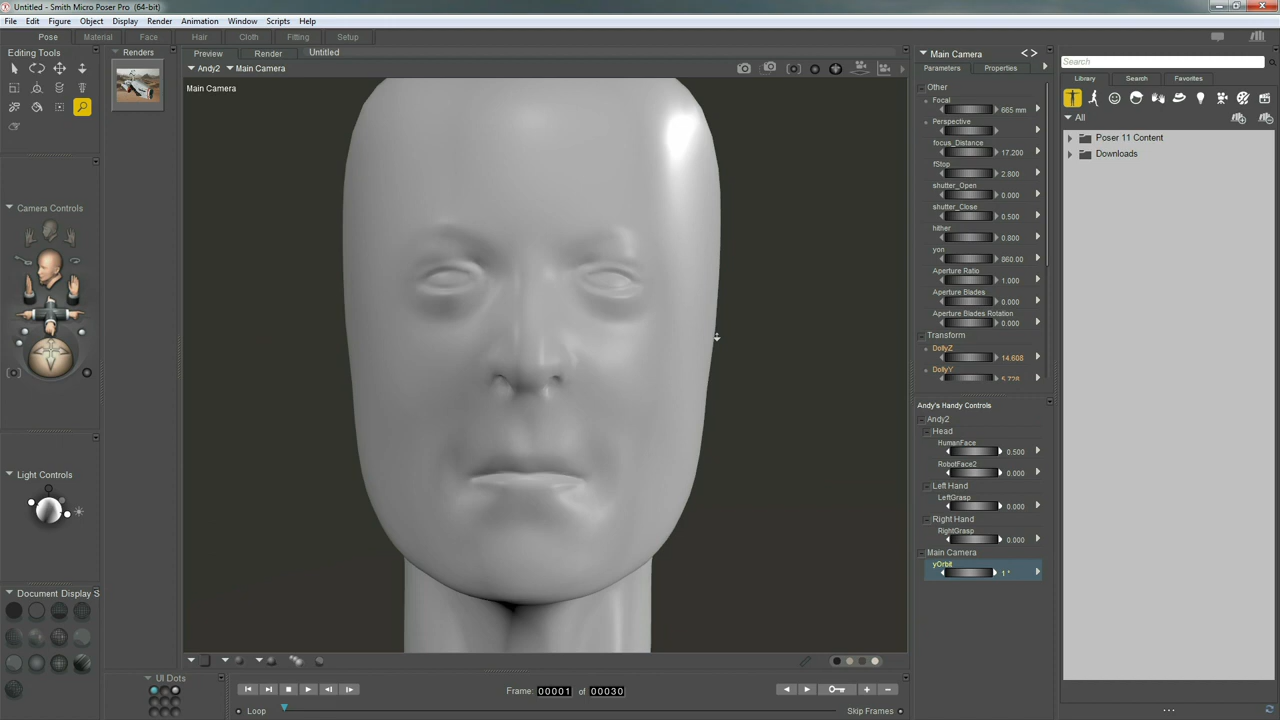 Untitled - Smith Micro Poser Pro (64-bit)
File Edit Figure Object Display Render Animation Window Scripts Help
Pose Material Face Hair Cloth Fitting Setup
Editing Tools
Renders
Preview Render Untitled
Andy2 Main Camera
Main Camera
Camera Controls
Light Controls
Document Display S
UI Dots
Loop
Frame: 00001 of 00030
Skip Frames
Main Camera
Parameters Properties
Other
Focal
665 mm
Perspective
focus_Distance
17.200
fStop
2.800
shutter_Open
0.000
shutter_Close
0.500
hither
0.800
yon
860.00
Aperture Ratio
1.000
Aperture Blades
0.000
Aperture Blades Rotation
0.000
Transform
DollyZ
14.608
DollyY
5.728
Andy's Handy Controls
Andy2
Head
HumanFace
0.500
RobotFace2
0.000
Left Hand
LeftGrasp
0.000
Right Hand
RightGrasp
0.000
Main Camera
yOrbit
1 °
Search
Library Search Favorites
All
Poser 11 Content
Downloads